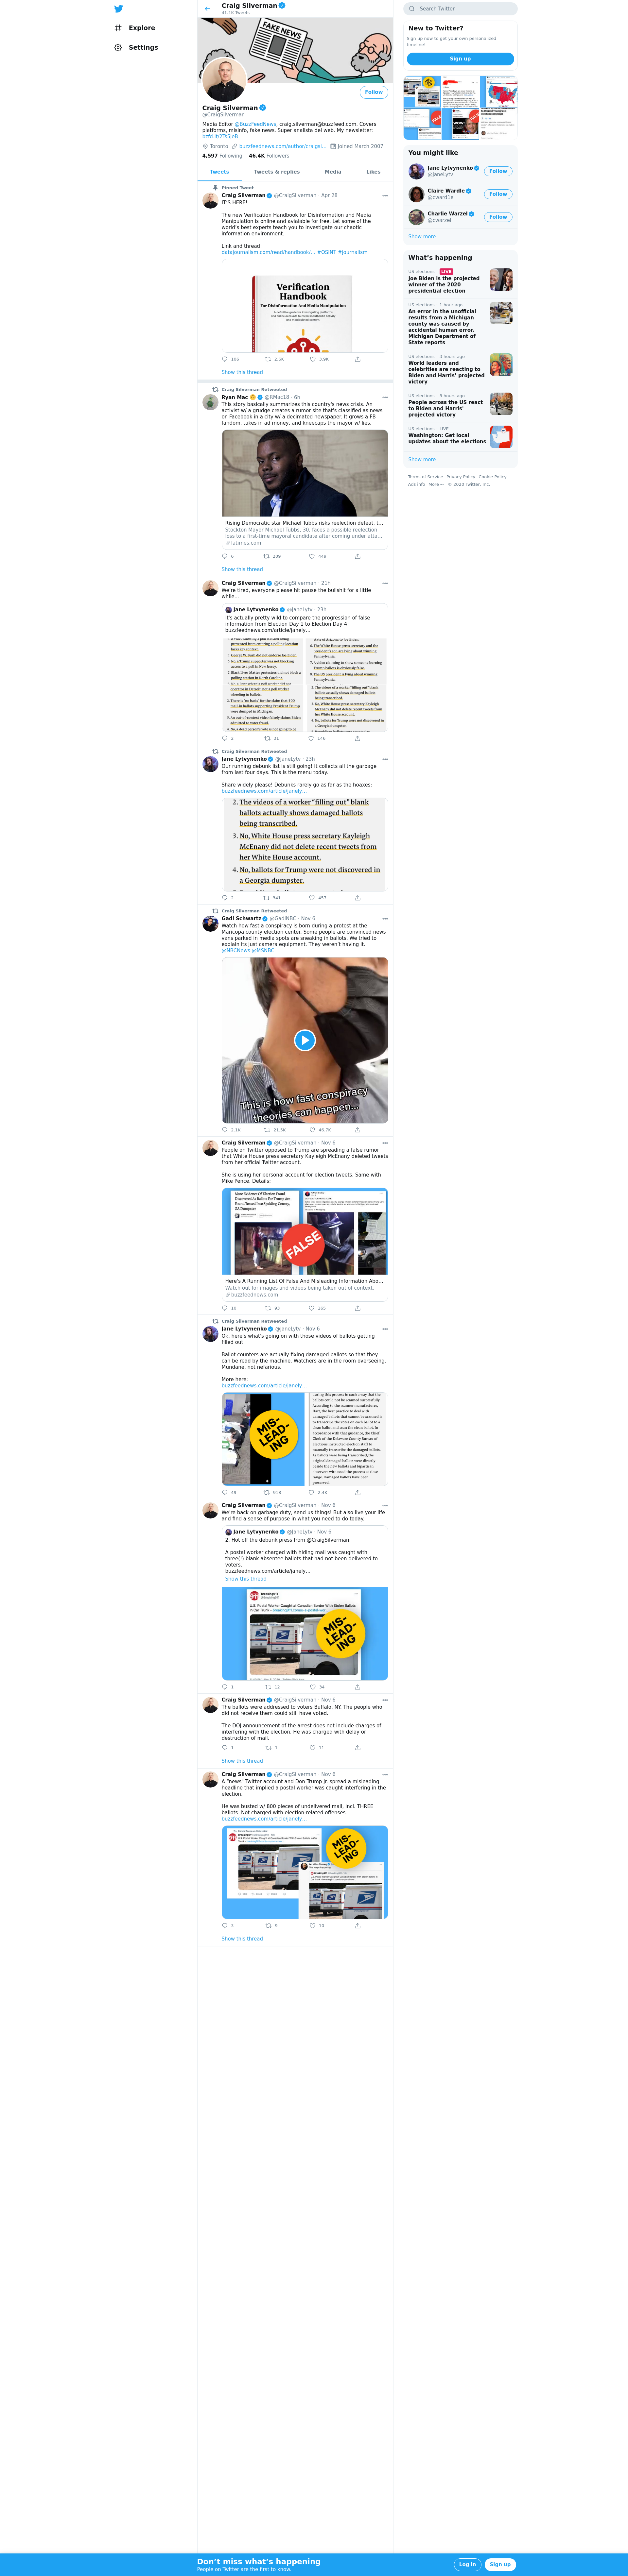 Explore
Settings
Craig Silverman
41.1K Tweets
Follow
Craig Silverman
@CraigSilverman
Media Editor @BuzzFeedNews, craig.silverman@buzzfeed.com. Covers
platforms, misinfo, fake news. Super analista del web. My newsletter:
Toronto
buzzfeednews.com/author/craigsi...
Joined March 2007
4,597 Following 46.4K Followers
Tweets
Tweets & replies
Media
Likes
Pinned Tweet
Craig Silverman @CraigSilverman · Apr 28
IT'S HERE!
The new Verification Handbook for Disinformation and Media
Manipulation is online and avialable for free. Let some of the
world's best experts teach you to investigate our chaotic
information environment.
Link and thread:
datajournalism.com/read/handbook/... #OSINT #journalism
Verification
Handbook
For Disinformation And Media Manipulation
106 2.6K 3.9K
Show this thread
Craig Silverman Retweeted
Ryan Mac @RMac18 · 6h
This story basically summarizes this country's news crisis. An
activist w/ a grudge creates a rumor site that's classified as news
on Facebook in a city w/ a decimated newspaper. It grows a FB
fandom, takes in ad money, and kneecaps the mayor w/ lies.
Rising Democratic star Michael Tubbs risks reelection defeat, t...
Stockton Mayor Michael Tubbs, 30, faces a possible reelection
loss to a first-time mayoral candidate after coming under atta...
latimes.com
6 209 448
Show this thread
Craig Silverman @CraigSilverman · 21h
We're tired, everyone please hit pause the bullshit for a little
while...
Jane Lytvynenko @JaneLytv · 23h
It's actually pretty wild to compare the progression of false
information from Election Day 1 to Election Day 4:
buzzfeednews.com/article/janely...
2 31 146
Craig Silverman Retweeted
Jane Lytvynenko @JaneLytv · 23h
Our running debunk list is still going! It collects all the garbage
from last four days. This is the menu today.
Share widely please! Debunks rarely go as far as the hoaxes:
buzzfeednews.com/article/janely...
2. The videos of a worker "filling out" blank
ballots actually shows damaged ballots
being transcribed.
3. No, White House press secretary Kayleigh
McEnany did not delete recent tweets from
her White House account.
4. No, ballots for Trump were not discovered in
a Georgia dumpster.
2 341 457
Craig Silverman Retweeted
Gadi Schwartz @GadiNBC · Nov 6
Watch how fast a conspiracy is born during a protest at the
Maricopa county election center. Some people are convinced news
vans parked in media spots are sneaking in ballots. We tried to
explain its just camera equipment. They weren't having it.
@NBCNews @MSNBC
This is how fast conspiracy
theories can happen...
2.1K 21.5K 46.7K
Craig Silverman @CraigSilverman · Nov 6
People on Twitter opposed to Trump are spreading a false rumor
that White House press secretary Kayleigh McEnany deleted tweets
from her official Twitter account.
She is using her personal account for election tweets. Same with
Mike Pence. Details:
FALSE
Here's A Running List Of False And Misleading Information Abo...
Watch out for images and videos being taken out of context.
buzzfeednews.com
10 93 165
Craig Silverman Retweeted
Jane Lytvynenko @JaneLytv · Nov 6
Ok, here's what's going on with those videos of ballots getting
filled out:
Ballot counters are actually fixing damaged ballots so that they
can be read by the machine. Watchers are in the room overseeing.
Mundane, not nefarious.
More here:
buzzfeednews.com/article/janely...
MIS-
LEAD-
ING
49 918 2.4K
Craig Silverman @CraigSilverman · Nov 6
We're back on garbage duty, send us things! But also live your life
and find a sense of purpose in what you need to do today.
Jane Lytvynenko @JaneLytv · Nov 6
2. Hot off the debunk press from @CraigSilverman:
A postal worker charged with hiding mail was caught with
three(!) blank absentee ballots that had not been delivered to
voters.
buzzfeednews.com/article/janely...
Show this thread
MIS-
LEAD-
ING
1 12 34
Craig Silverman @CraigSilverman · Nov 6
The ballots were addressed to voters Buffalo, NY. The people who
did not receive them could still have voted.
The DOJ announcement of the arrest does not include charges of
interfering with the election. He was charged with delay or
destruction of mail.
1 1 11
Show this thread
Craig Silverman @CraigSilverman · Nov 6
A "news" Twitter account and Don Trump Jr. spread a misleading
headline that implied a postal worker was caught interfering in the
election.
He was busted w/ 800 pieces of undelivered mail, incl. THREE
ballots. Not charged with election-related offenses.
buzzfeednews.com/article/janely...
MIS-
LEAD-
ING
3 9 10
Show this thread
Search Twitter
New to Twitter?
Sign up now to get your own personalized
timeline!
Sign up
You might like
Jane Lytvynenko
@JaneLytv
Follow
Claire Wardle
@cward1e
Follow
Charlie Warzel
@cwarzel
Follow
Show more
What's happening
US elections · LIVE
Joe Biden is the projected
winner of the 2020
presidential election
US elections · 1 hour ago
An error in the unofficial
results from a Michigan
county was caused by
accidental human error,
Michigan Department of
State reports
US elections · 3 hours ago
World leaders and
celebrities are reacting to
Biden and Harris' projected
victory
US elections · 3 hours ago
People across the US react
to Biden and Harris'
projected victory
US elections · LIVE
Washington: Get local
updates about the elections
Show more
Terms of Service Privacy Policy Cookie Policy
Ads info More © 2020 Twitter, Inc.
Don't miss what's happening
People on Twitter are the first to know.
Log in
Sign up